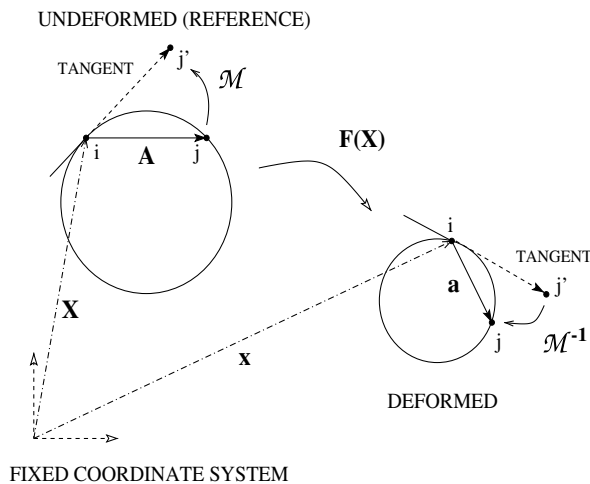 UNDEFORMED (REFERENCE)
TANGENT
j'
ℳ
i
A
j
F(X)
X
i
TANGENT
a
j'
j
ℳ-1
x
DEFORMED
FIXED COORDINATE SYSTEM